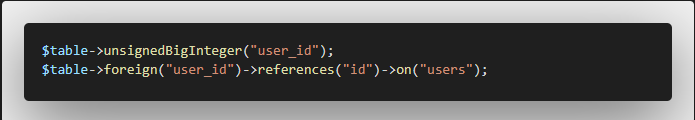 $table->unsignedBigInteger("user_id");
$table->foreign("user_id")->references("id")->on("users");